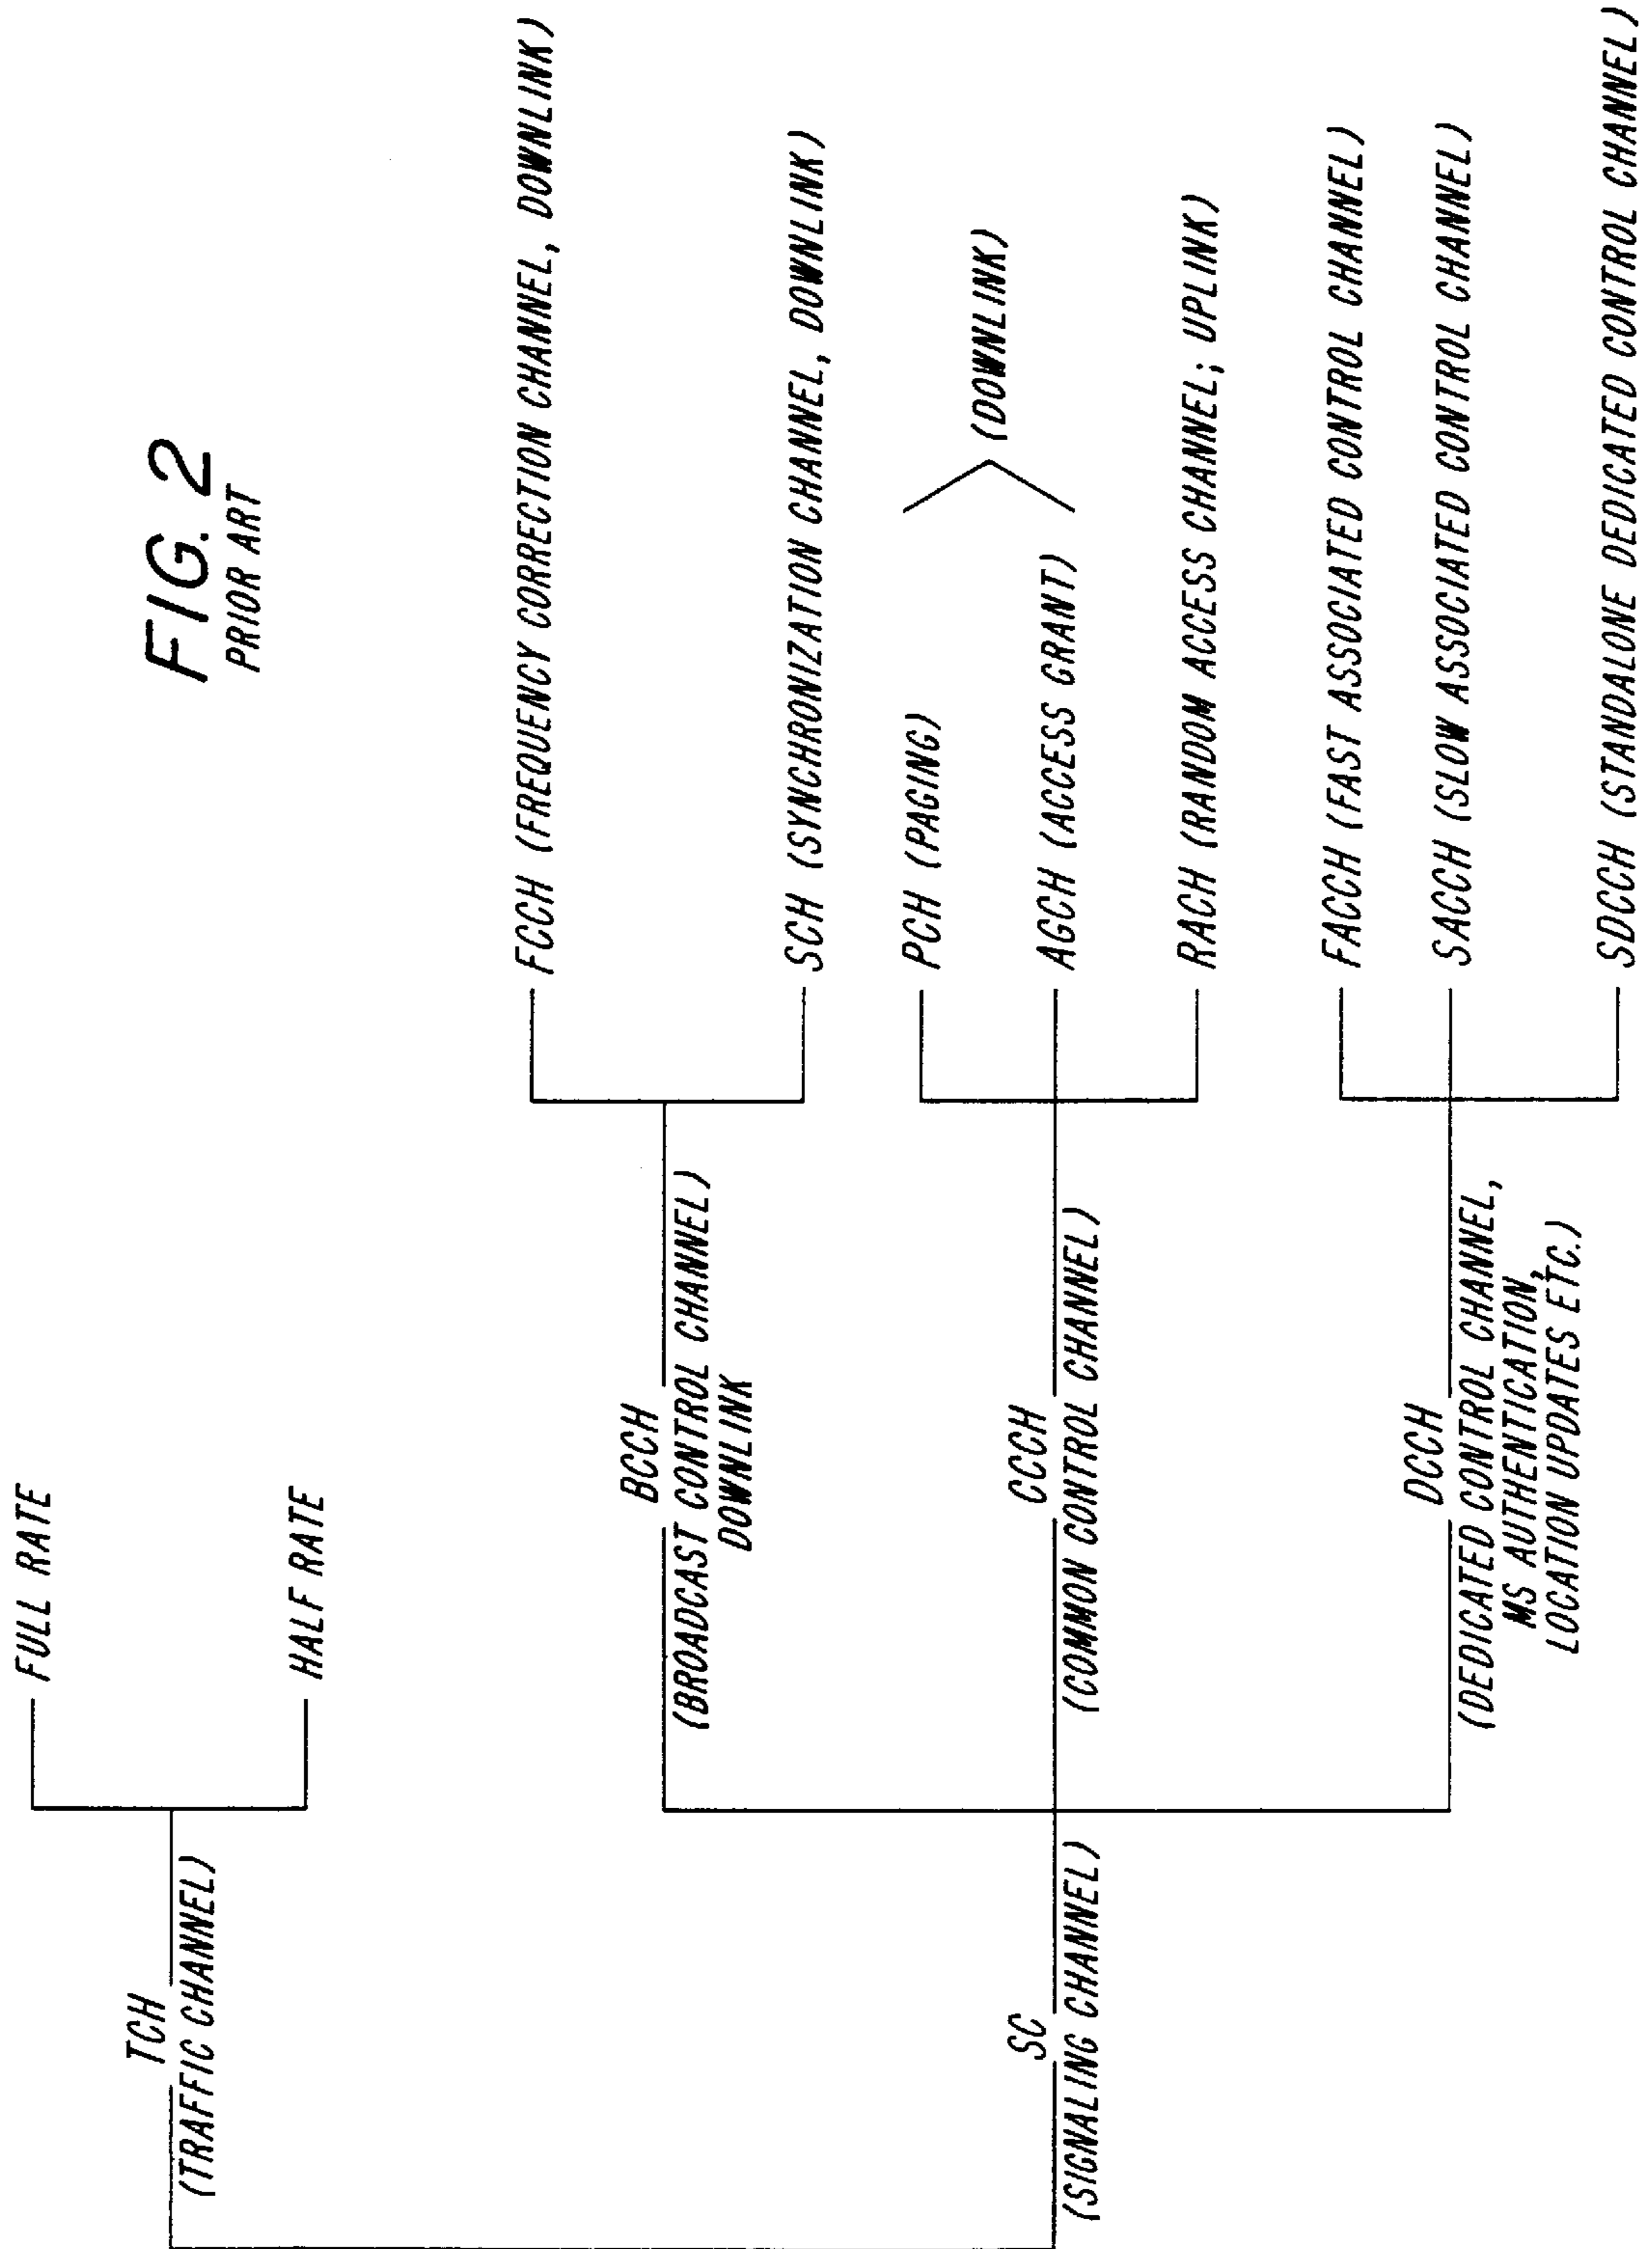 FIG. 2
PRIOR ART
TCH
(TRAFFIC CHANNEL)
FULL RATE
HALF RATE
SC
(SIGNALING CHANNEL)
BCCH
(BROADCAST CONTROL CHANNEL)
DOWNLINK
FCCH (FREQUENCY CORRECTION CHANNEL, DOWNLINK)
SCH (SYNCHRONIZATION CHANNEL, DOWNLINK)
CCCH
(COMMON CONTROL CHANNEL)
PCH (PAGING)
AGCH (ACCESS GRANT)
(DOWNLINK)
RACH (RANDOM ACCESS CHANNEL; UPLINK)
DCCH
(DEDICATED CONTROL CHANNEL,
MS AUTHENTICATION,
LOCATION UPDATES ETC.)
FACCH (FAST ASSOCIATED CONTROL CHANNEL)
SACCH (SLOW ASSOCIATED CONTROL CHANNEL)
SDCCH (STANDALONE DEDICATED CONTROL CHANNEL)